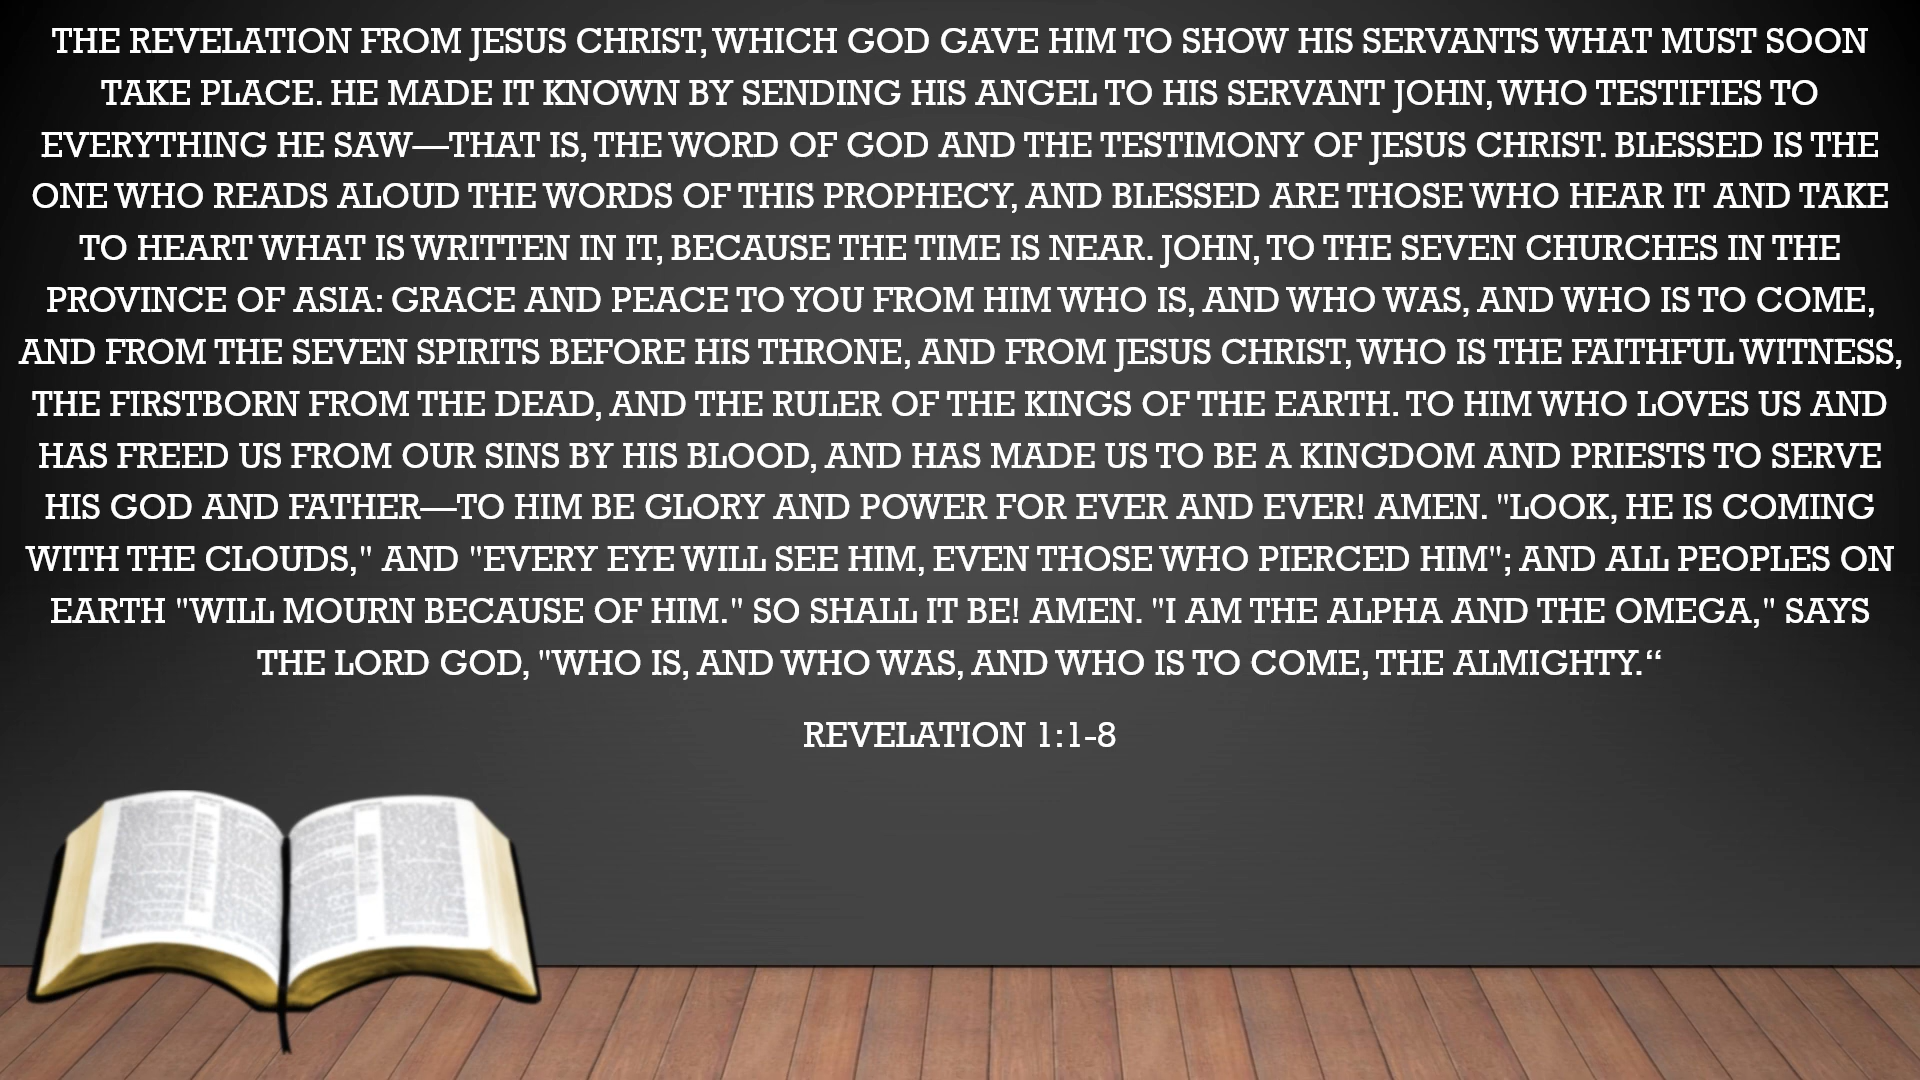 THE REVELATION FROM JESUS CHRIST, WHICH GOD GAVE HIM TO SHOW HIS SERVANTS WHAT MUST SOON
TAKE PLACE. HE MADE IT KNOWN BY SENDING HIS ANGEL TO HIS SERVANT JOHN, WHO TESTIFIES TO
EVERYTHING HE SAW—THAT IS, THE WORD OF GOD AND THE TESTIMONY OF JESUS CHRIST. BLESSED IS THE
ONE WHO READS ALOUD THE WORDS OF THIS PROPHECY, AND BLESSED ARE THOSE WHO HEAR IT AND TAKE
TO HEART WHAT IS WRITTEN IN IT, BECAUSE THE TIME IS NEAR. JOHN, TO THE SEVEN CHURCHES IN THE
PROVINCE OF ASIA: GRACE AND PEACE TO YOU FROM HIM WHO IS, AND WHO WAS, AND WHO IS TO COME,
AND FROM THE SEVEN SPIRITS BEFORE HIS THRONE, AND FROM JESUS CHRIST, WHO IS THE FAITHFUL WITNESS,
THE FIRSTBORN FROM THE DEAD, AND THE RULER OF THE KINGS OF THE EARTH. TO HIM WHO LOVES US AND
HAS FREED US FROM OUR SINS BY HIS BLOOD, AND HAS MADE US TO BE A KINGDOM AND PRIESTS TO SERVE
HIS GOD AND FATHER—TO HIM BE GLORY AND POWER FOR EVER AND EVER! AMEN. "LOOK, HE IS COMING
WITH THE CLOUDS," AND "EVERY EYE WILL SEE HIM, EVEN THOSE WHO PIERCED HIM"; AND ALL PEOPLES ON
EARTH "WILL MOURN BECAUSE OF HIM." SO SHALL IT BE! AMEN. "I AM THE ALPHA AND THE OMEGA," SAYS
THE LORD GOD, "WHO IS, AND WHO WAS, AND WHO IS TO COME, THE ALMIGHTY.“
REVELATION 1:1-8